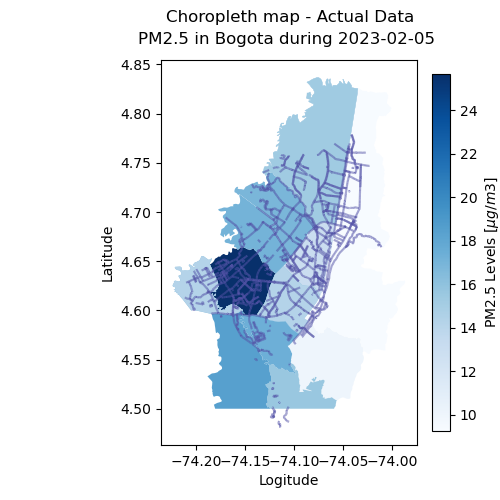 Choropleth map - Actual Data
PM2.5 in Bogota during 2023-02-05
4.85
4.80
4.75
4.70
4.65
4.60
4.55
4.50
Latitude
−74.20 −74.15 −74.10 −74.05 −74.00
Logitude
24
22
20
18
16
14
12
10
PM2.5 Levels [μg/m3]